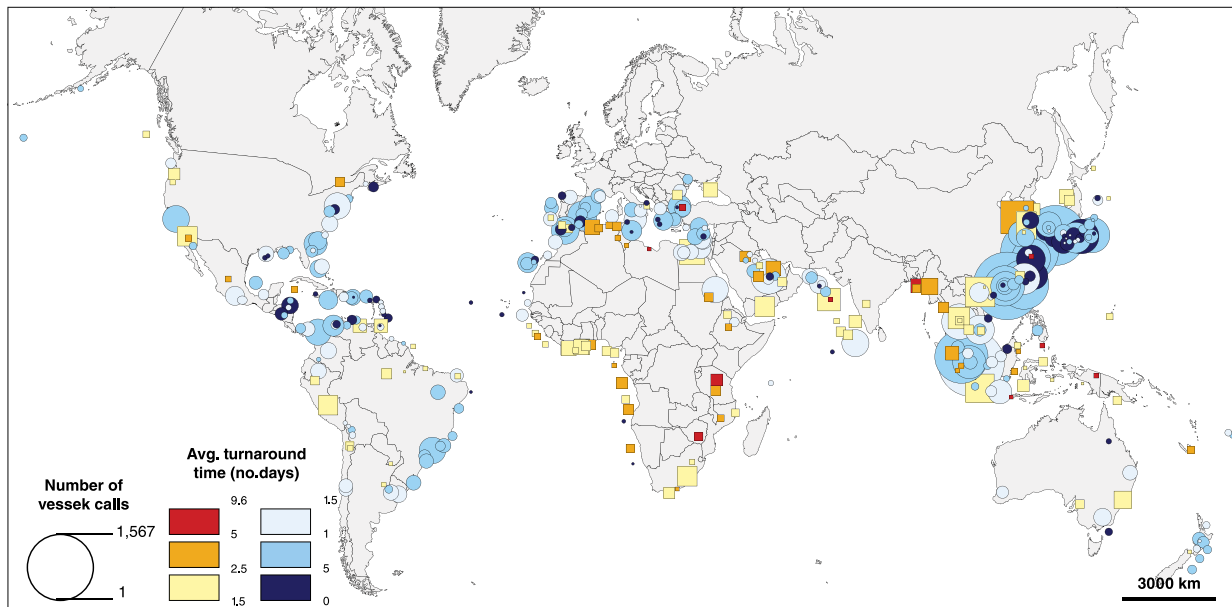 Avg. turnaround
time (no.days)
Number of
vessek calls
1,567
1
9.6
5
2.5
1.5
1.5
1
5
0
3000 km